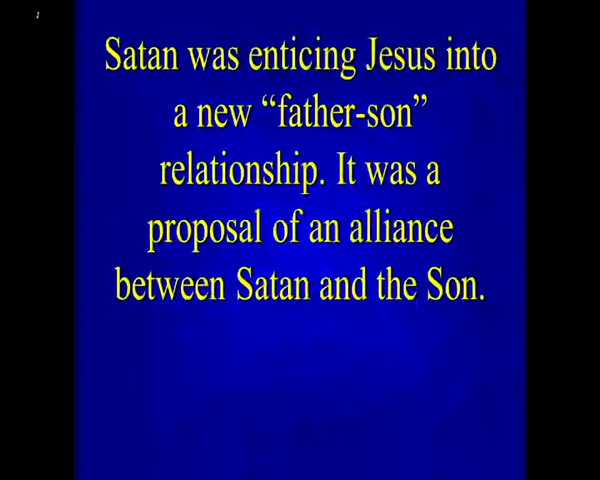 Satan was enticing Jesus into
a new “father-son”
relationship. It was a
proposal of an alliance
between Satan and the Son.